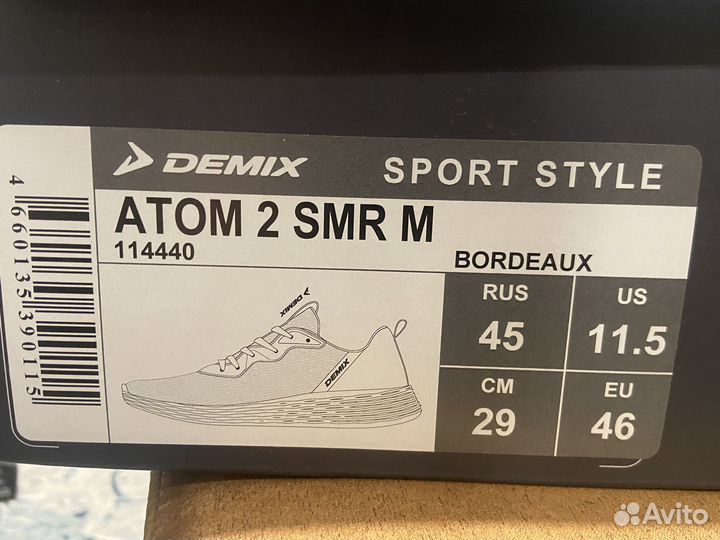 DEMIX
SPORT STYLE
ATOM 2 SMR M
114440
BORDEAUX
RUS
US
45
11.5
CM
EU
29
46
DEMIX
DEMIX
4 660135 390115
Avito